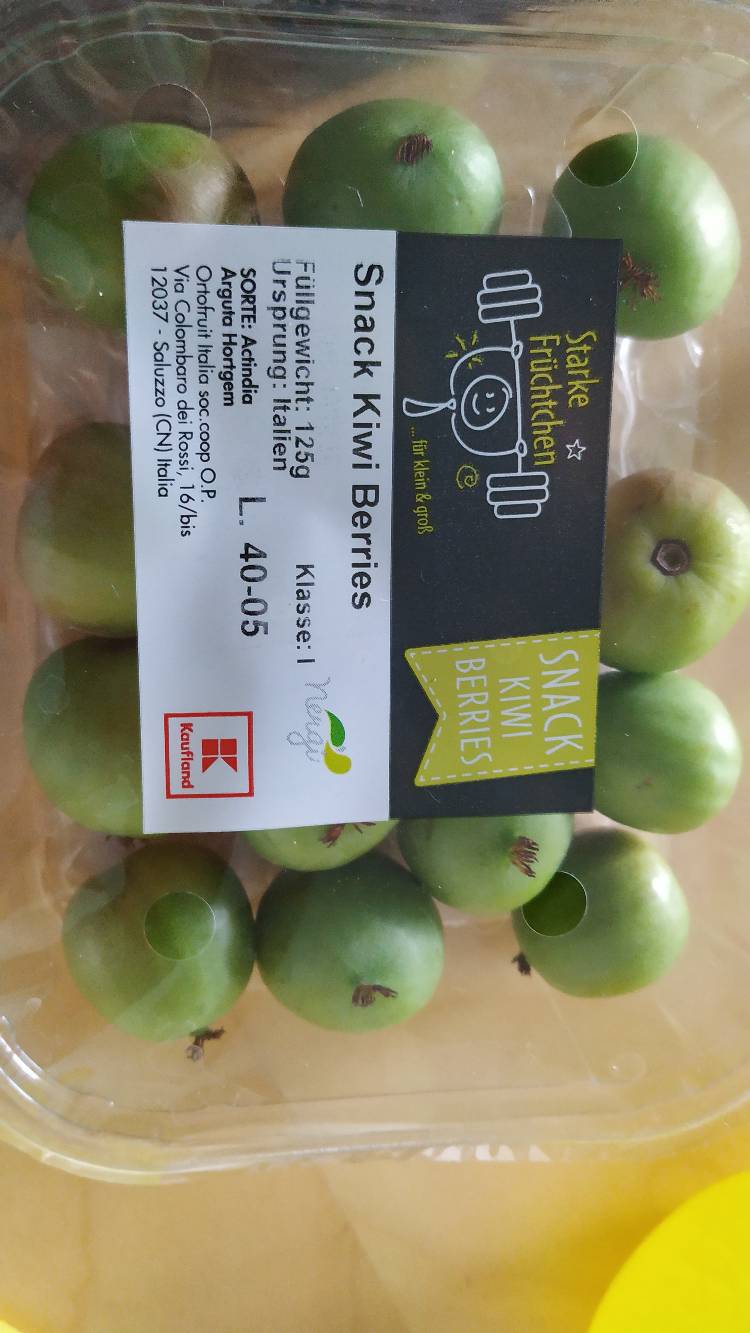 Starke
Früchtchen
... für klein & groß
SNACK
KIWI
BERRIES
Snack Kiwi Berries
Füllgewicht: 125g Klasse: I
Ursprung: Italien
SORTE: Actindia
Arguta Hortgem
L. 40-05
Ortofruit Italia soc.coop O.P.
Via Colombaro dei Rossi, 16/bis
12037 - Saluzzo (CN) Italia
nergi
K
Kaufland